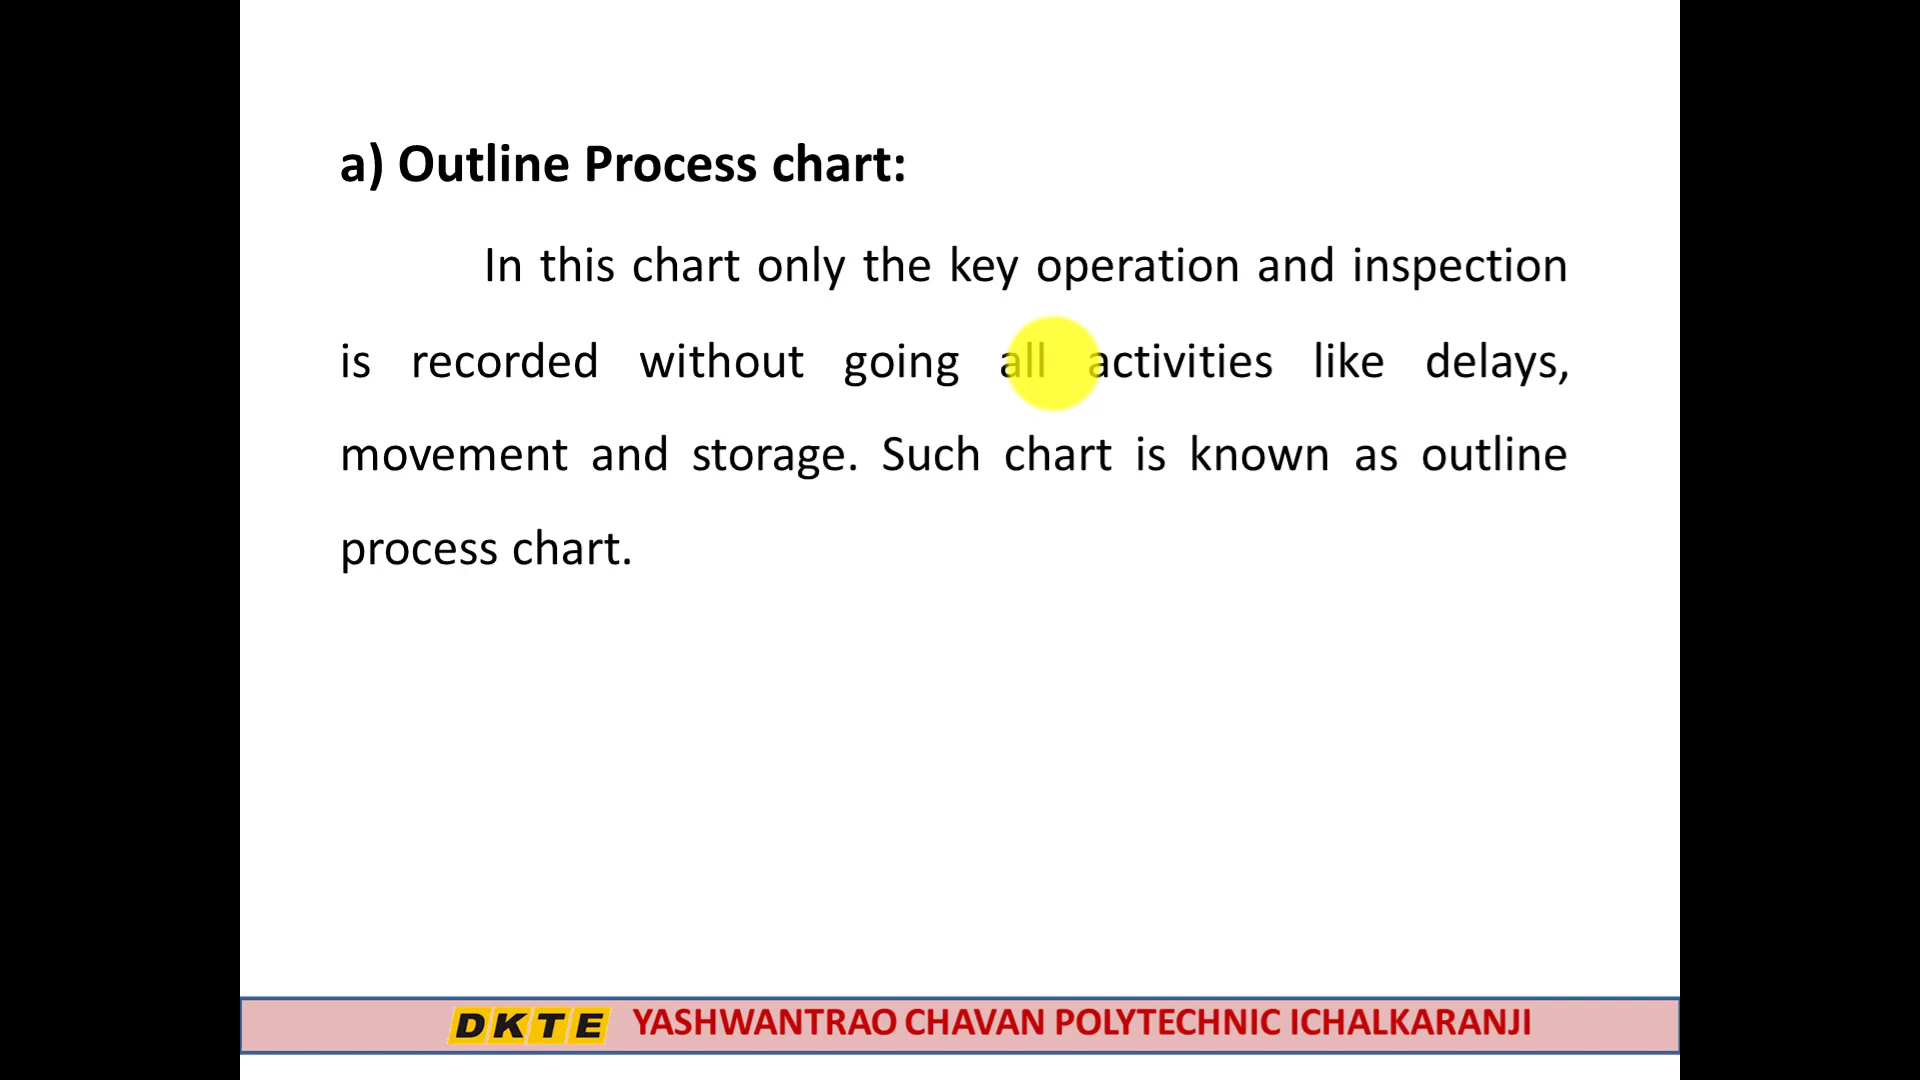 a) Outline Process chart:
In this chart only the key operation and inspection
is recorded without going all activities like delays,
movement and storage. Such chart is known as outline
process chart.
DKTE YASHWANTRAO CHAVAN POLYTECHNIC ICHALKARANJI